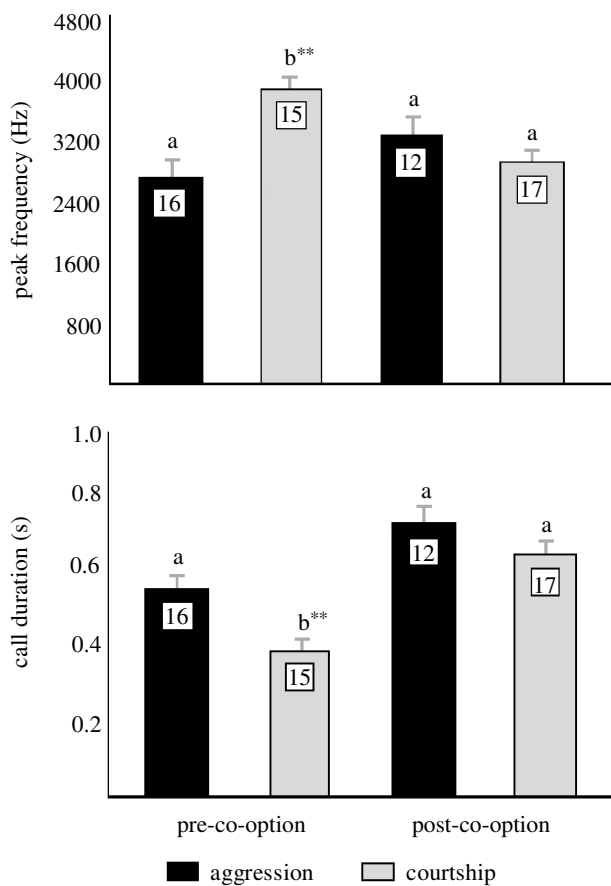 4800
4000
3200
2400
1600
800
peak frequency (Hz)
a
b**
a
a
16
15
12
17
1.0
0.8
0.6
0.4
0.2
call duration (s)
a
b**
a
a
16
15
12
17
pre-co-option post-co-option
aggression courtship